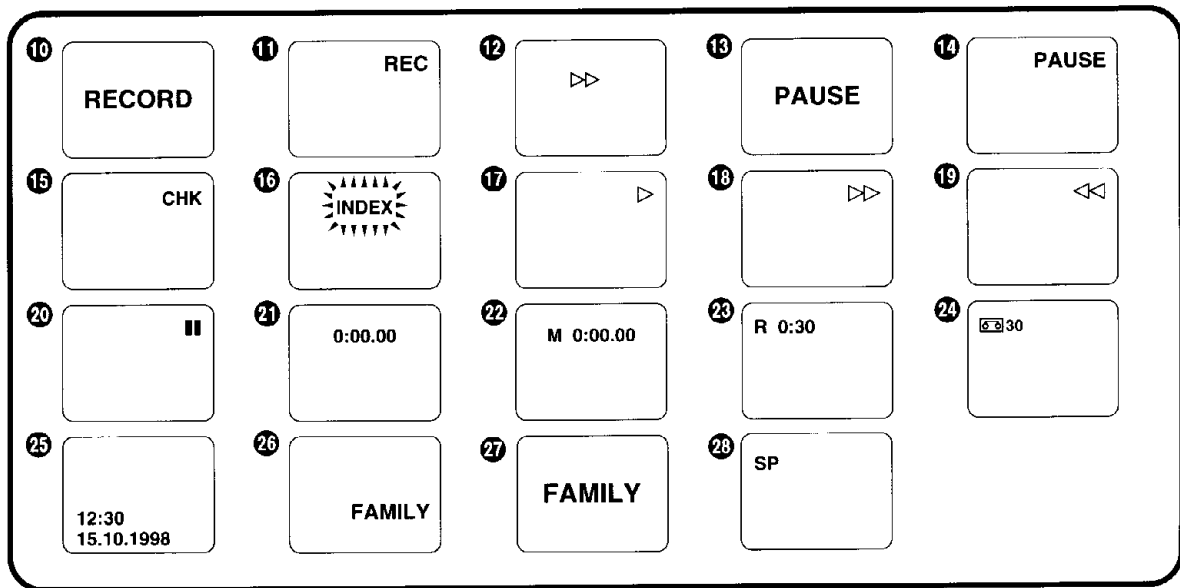 10 RECORD
11 REC
12 ▷▷
13 PAUSE
14 PAUSE
15 CHK
16 INDEX
17 ▷
18 ▷▷
19 ◁◁
20 ▮▮
21 0:00.00
22 M 0:00.00
23 R 0:30
24 30
25 12:30
15.10.1998
26 FAMILY
27 FAMILY
28 SP